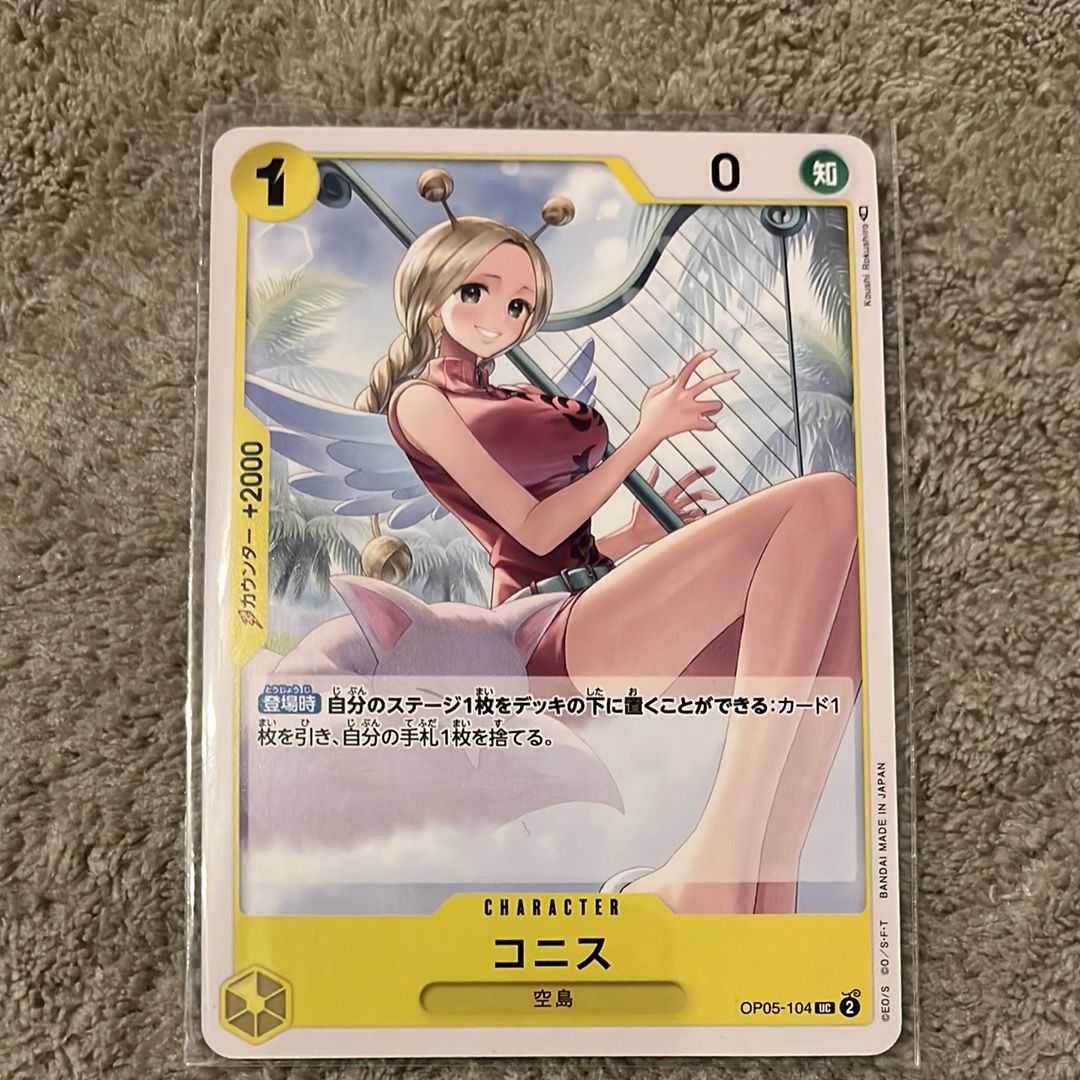 1
0
知
Koushi Rokushiro
カウンター +2000
登場時 自分のステージ1枚をデッキの下に置くことができる：カード1
枚を引き、自分の手札1枚を捨てる。
CHARACTER
コニス
空島
OP05-104 UC 2
©EO/S ©O/S・F・T BANDAI MADE IN JAPAN